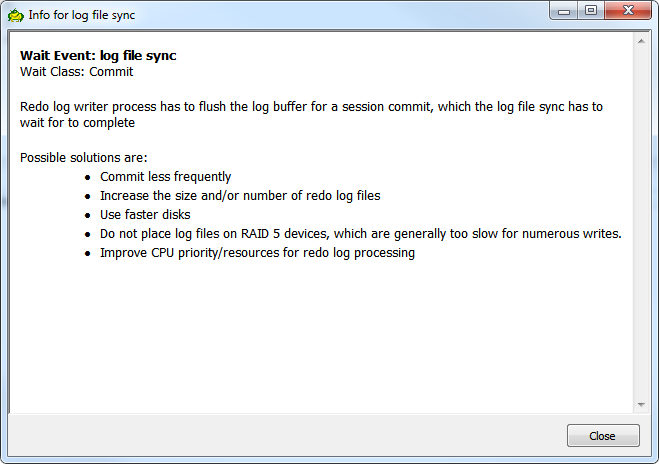 Info for log file sync
Wait Event: log file sync
Wait Class: Commit
Redo log writer process has to flush the log buffer for a session commit, which the log file sync has to
wait for to complete
Possible solutions are:
• Commit less frequently
• Increase the size and/or number of redo log files
• Use faster disks
• Do not place log files on RAID 5 devices, which are generally too slow for numerous writes.
• Improve CPU priority/resources for redo log processing
Close